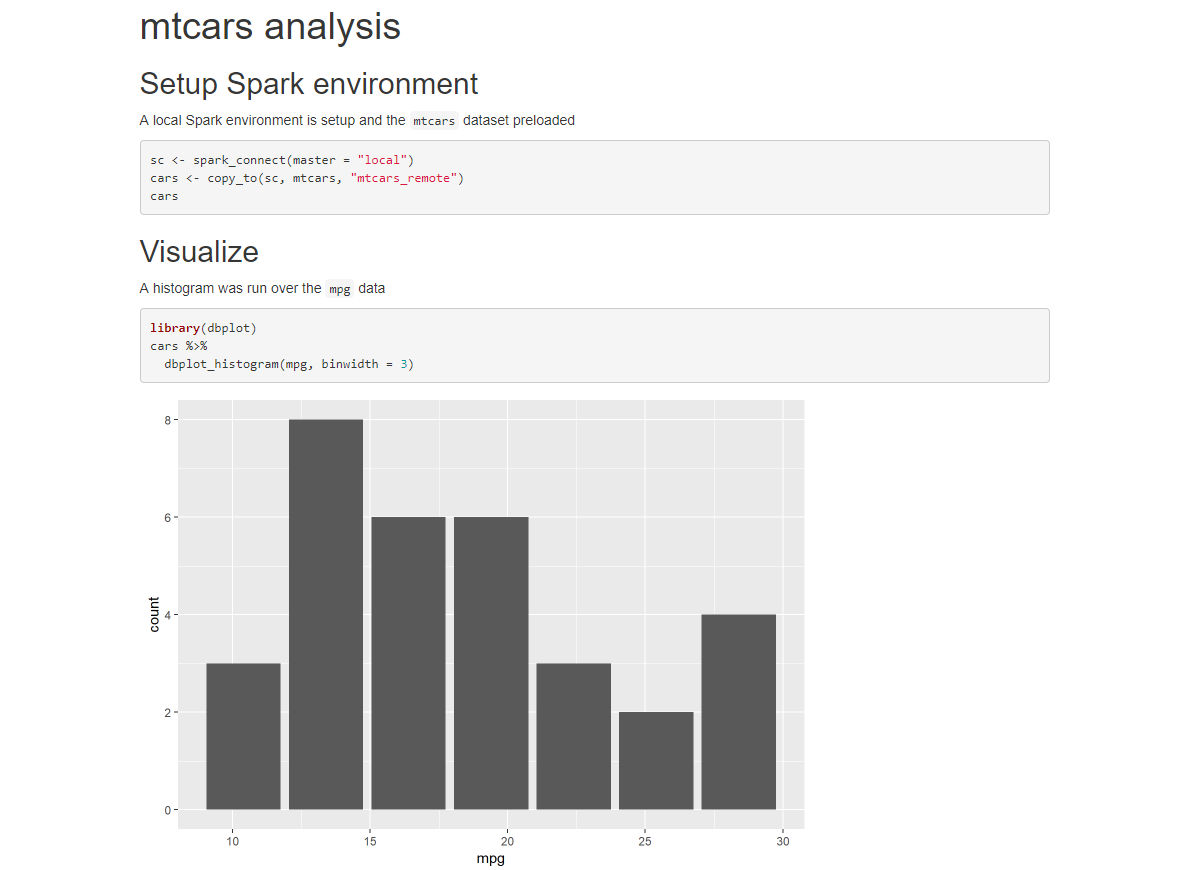 mtcars analysis
Setup Spark environment
A local Spark environment is setup and the mtcars dataset preloaded
sc <- spark_connect(master = "local")
cars <- copy_to(sc, mtcars, "mtcars_remote")
cars
Visualize
A histogram was run over the mpg data
library(dbplot)
cars %>%
  dbplot_histogram(mpg, binwidth = 3)
8
6
4
2
0
count
10 15 20 25 30
mpg